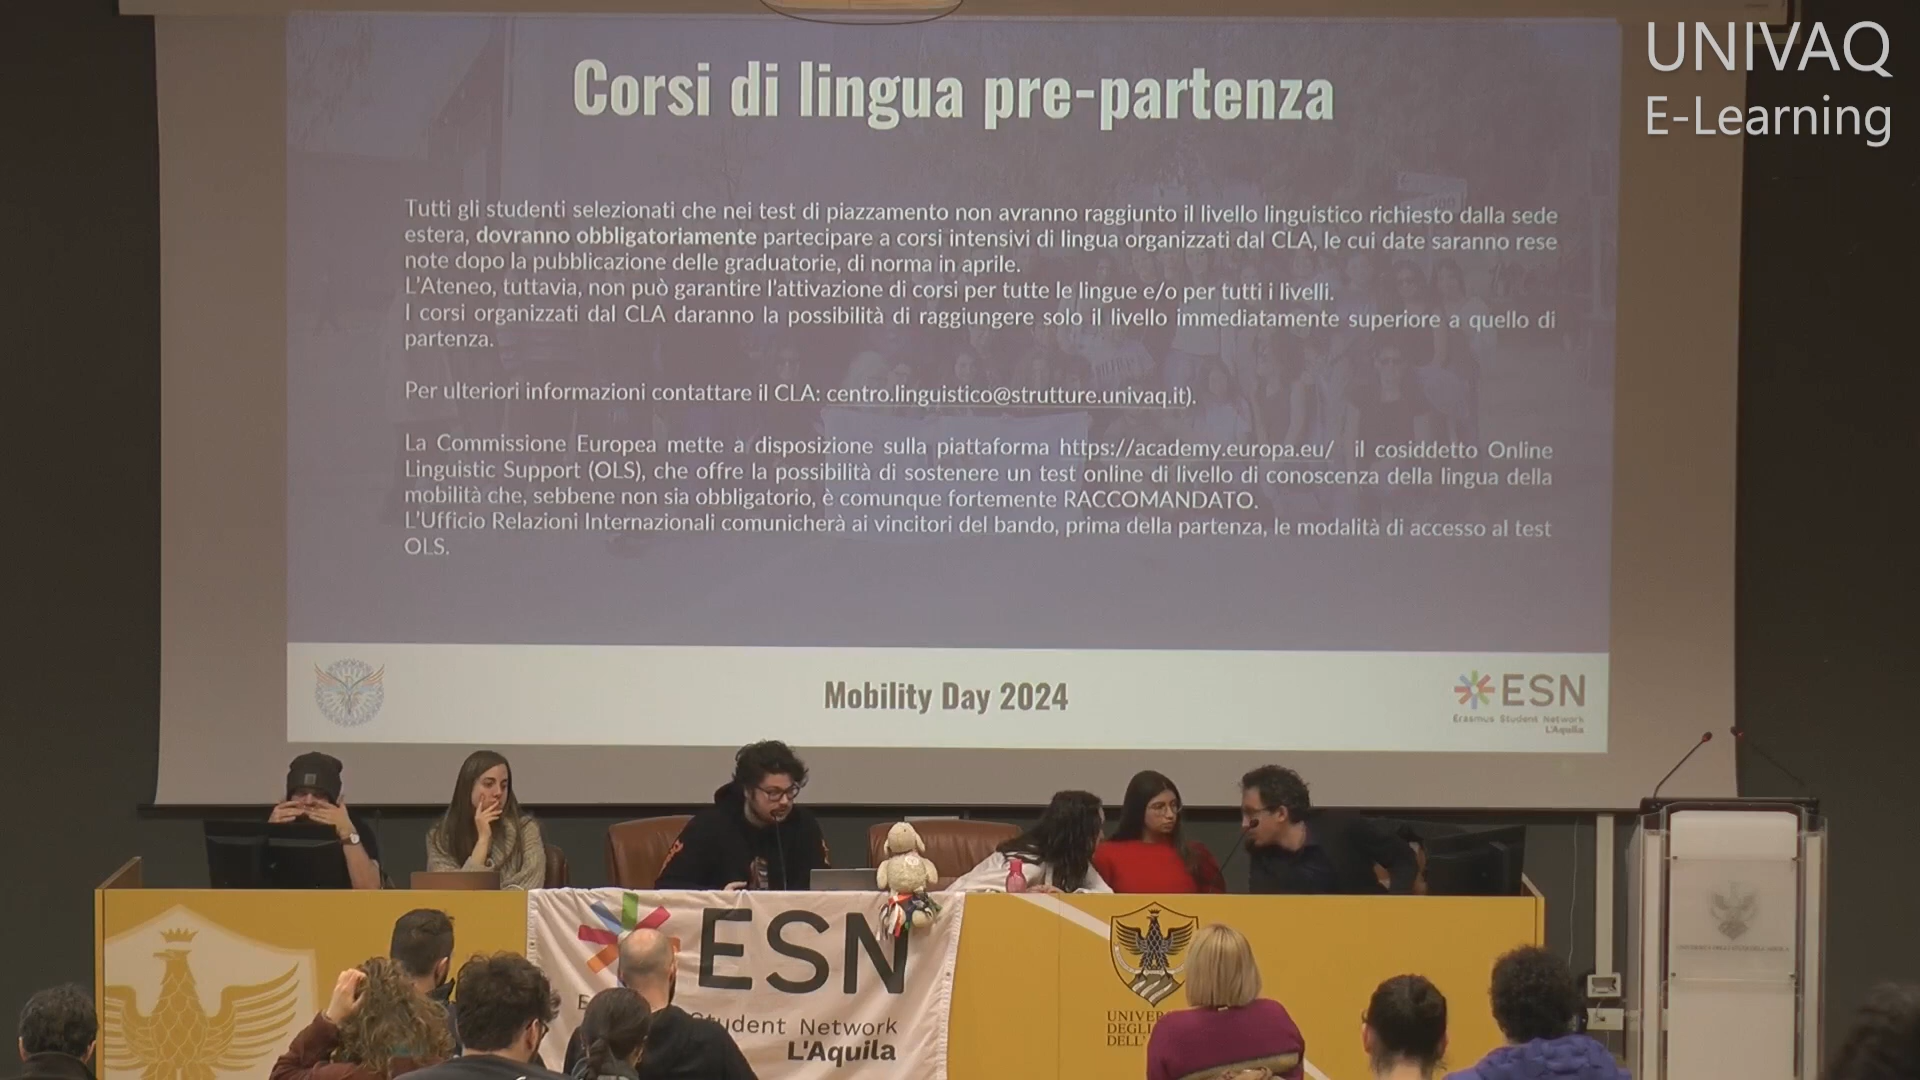 UNIVAQ
E-Learning
Corsi di lingua pre-partenza
Tutti gli studenti selezionati che nei test di piazzamento non avranno raggiunto il livello linguistico richiesto dalla sede
estera, dovranno obbligatoriamente partecipare a corsi intensivi di lingua organizzati dal CLA, le cui date saranno rese
note dopo la pubblicazione delle graduatorie, di norma in aprile.
L'Ateneo, tuttavia, non può garantire l'attivazione di corsi per tutte le lingue e/o per tutti i livelli.
I corsi organizzati dal CLA daranno la possibilità di raggiungere solo il livello immediatamente superiore a quello di
partenza.
Per ulteriori informazioni contattare il CLA: centro.linguistico@strutture.univaq.it).
La Commissione Europea mette a disposizione sulla piattaforma https://academy.europa.eu/ il cosiddetto Online
Linguistic Support (OLS), che offre la possibilità di sostenere un test online di livello di conoscenza della lingua della
mobilità che, sebbene non sia obbligatorio, è comunque fortemente RACCOMANDATO.
L'Ufficio Relazioni Internazionali comunicherà ai vincitori del bando, prima della partenza, le modalità di accesso al test
OLS.
Mobility Day 2024
ESN
Erasmus Student Network
L'Aquila
ESN
Student Network
L'Aquila
UNIVER
DEGLI
DELL'